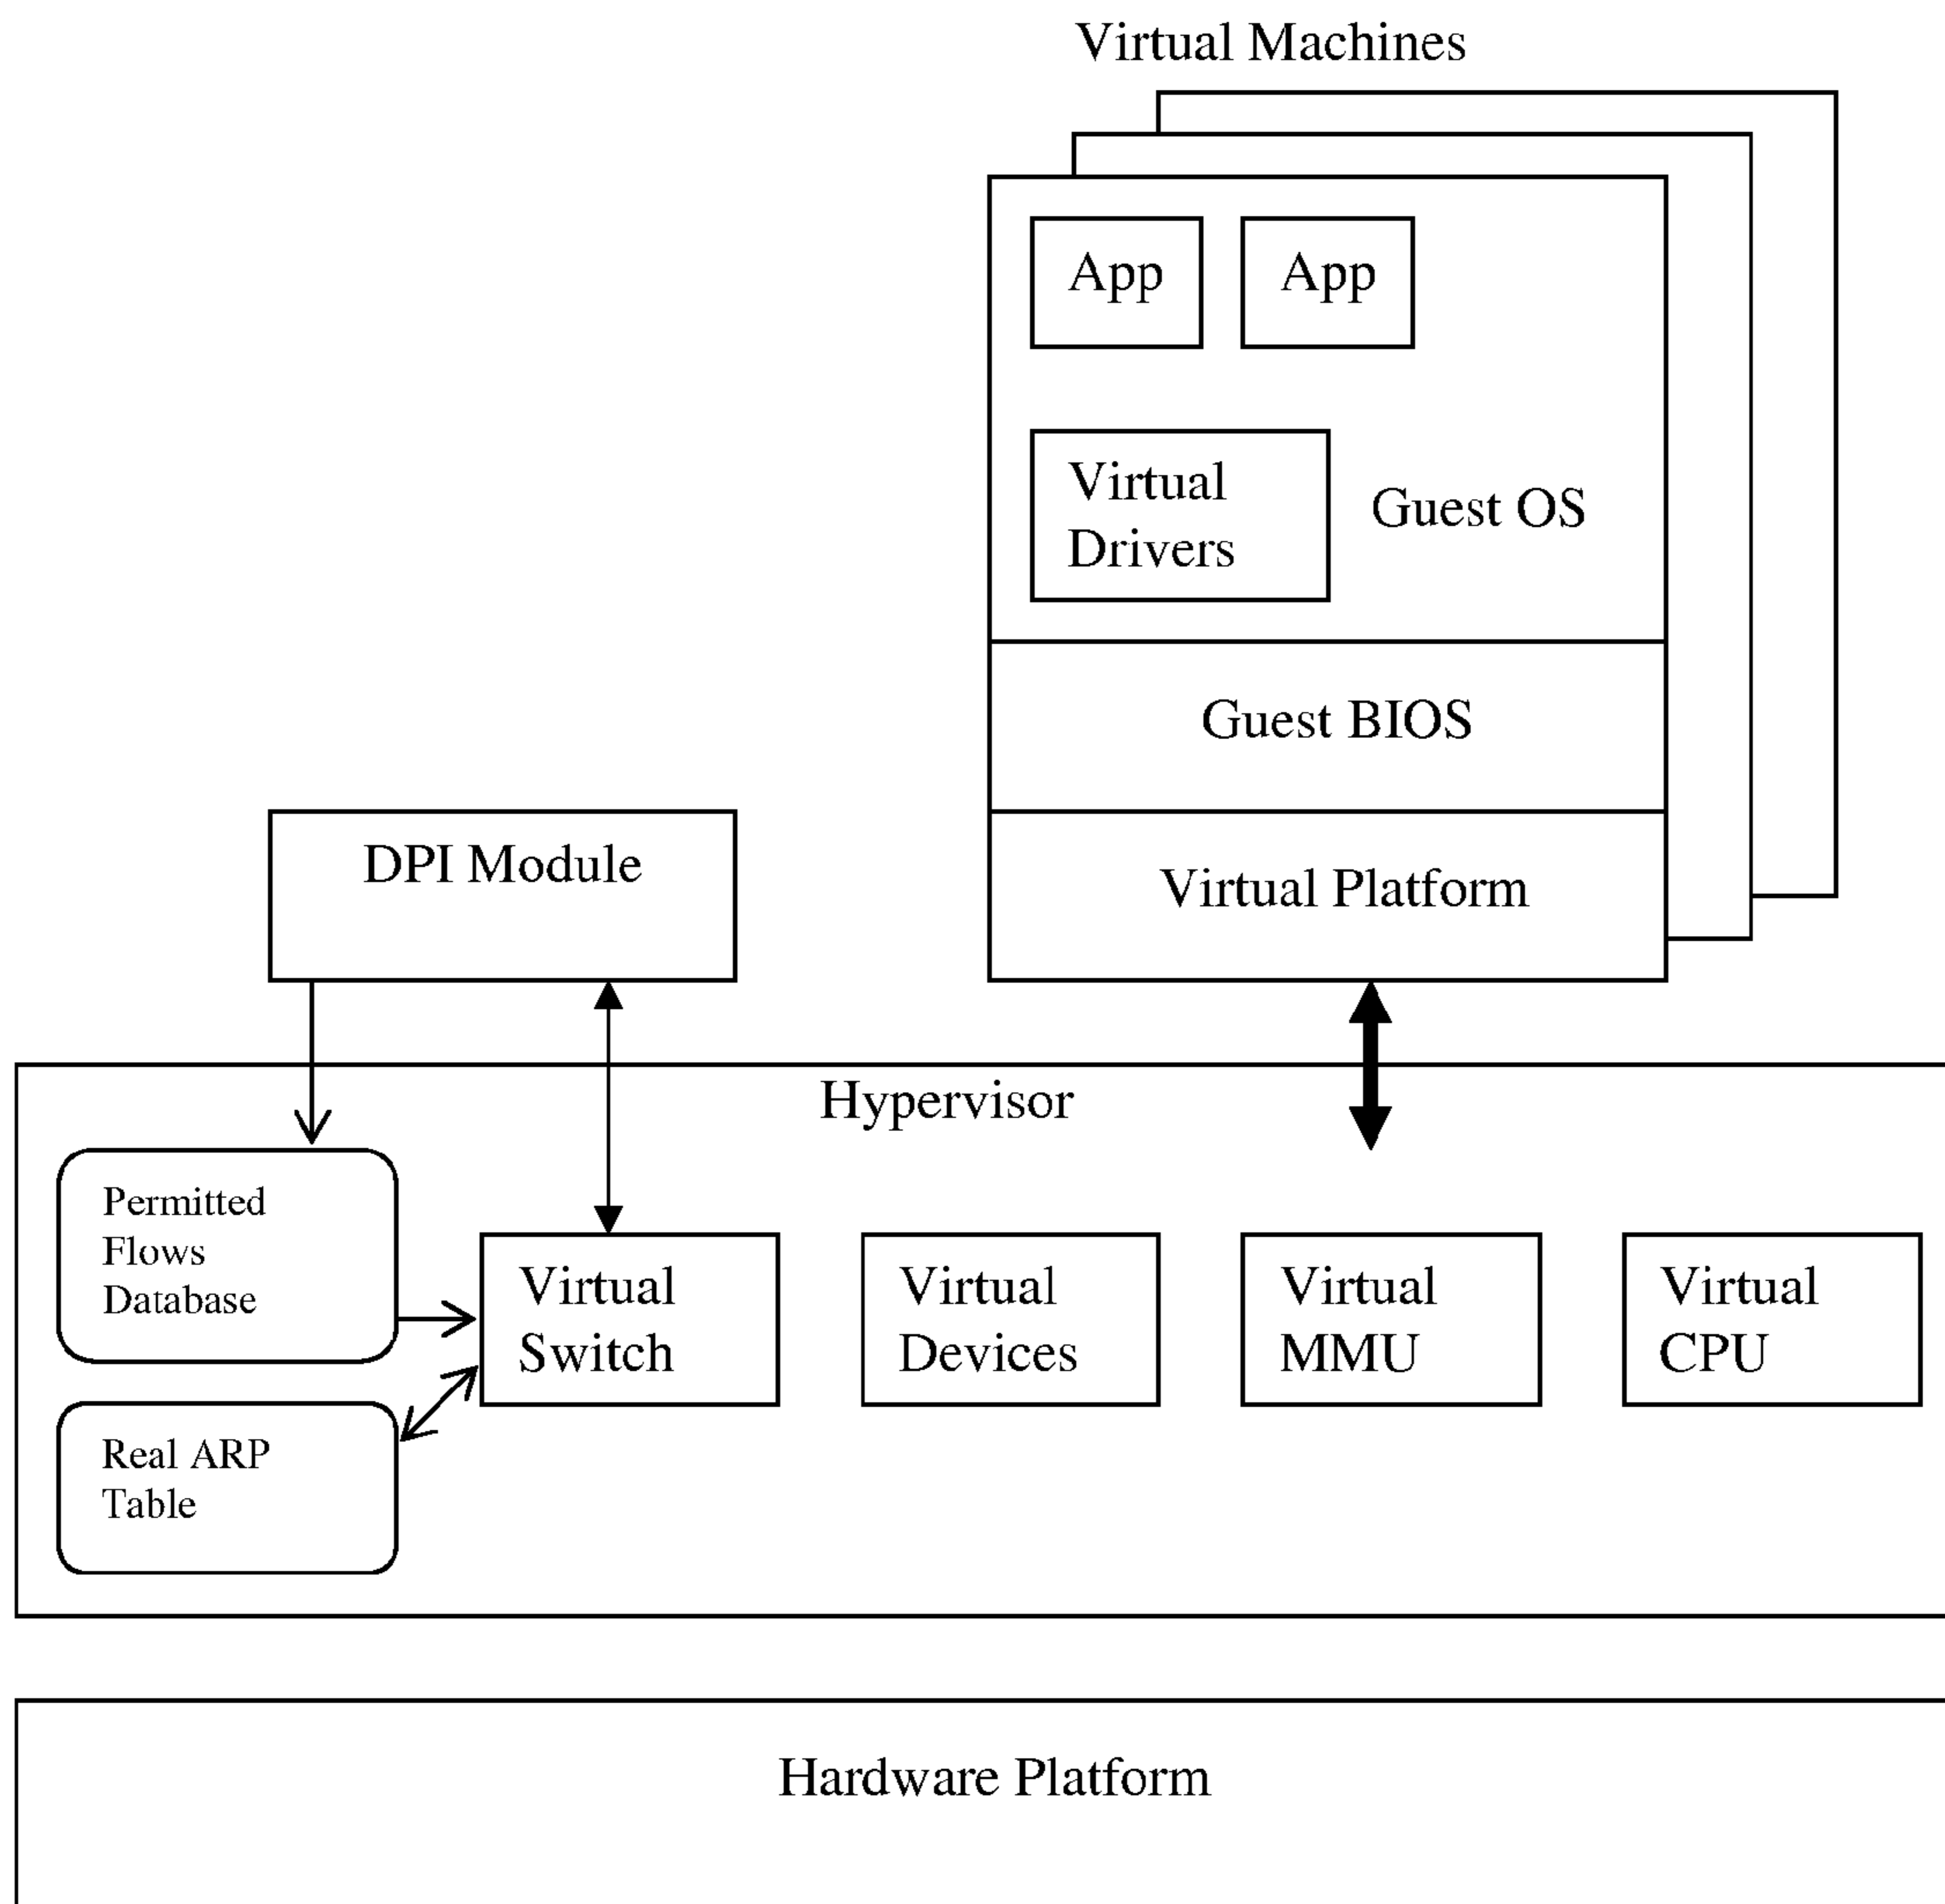 Virtual Machines
App
App
Virtual
Drivers
Guest OS
Guest BIOS
Virtual Platform
DPI Module
Hypervisor
Permitted
Flows
Database
Virtual
Switch
Virtual
Devices
Virtual
MMU
Virtual
CPU
Real ARP
Table
Hardware Platform